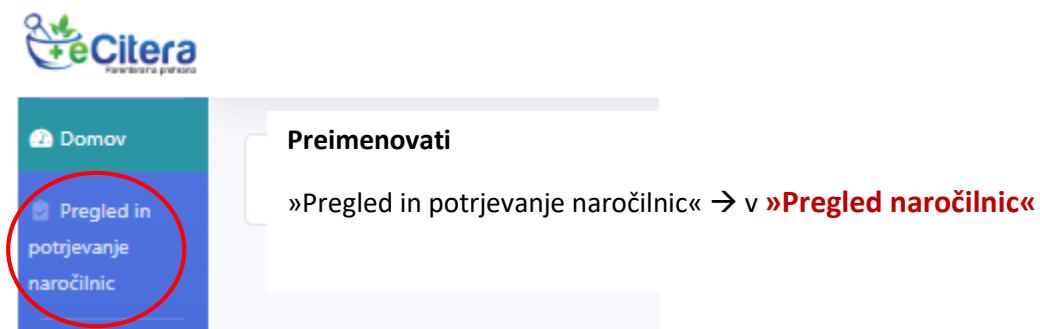 eCitera
Parenteralna prehrana
Domov
Pregled in
potrjevanje
naročilnic
Preimenovati
»Pregled in potrjevanje naročilnic« → v »Pregled naročilnic«